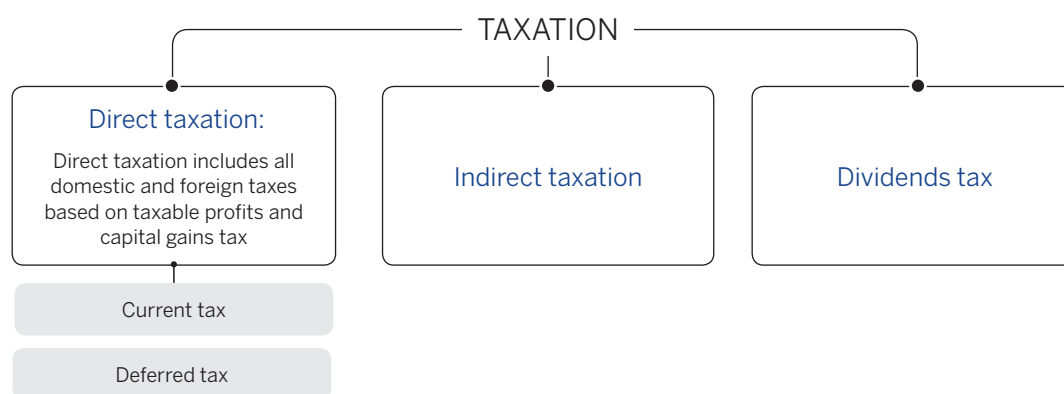 TAXATION
Direct taxation:
Direct taxation includes all
domestic and foreign taxes
based on taxable profits and
capital gains tax
Current tax
Deferred tax
Indirect taxation
Dividends tax